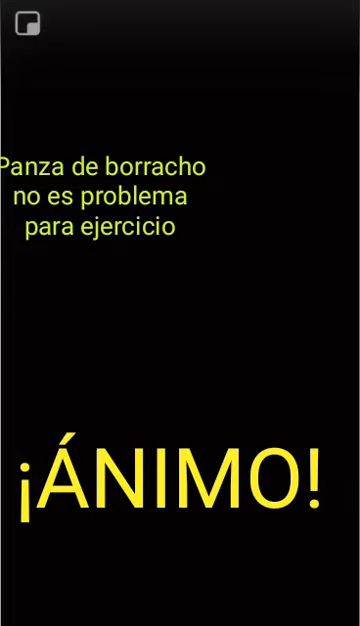 Panza de borracho
no es problema
para ejercicio
¡ÁNIMO!